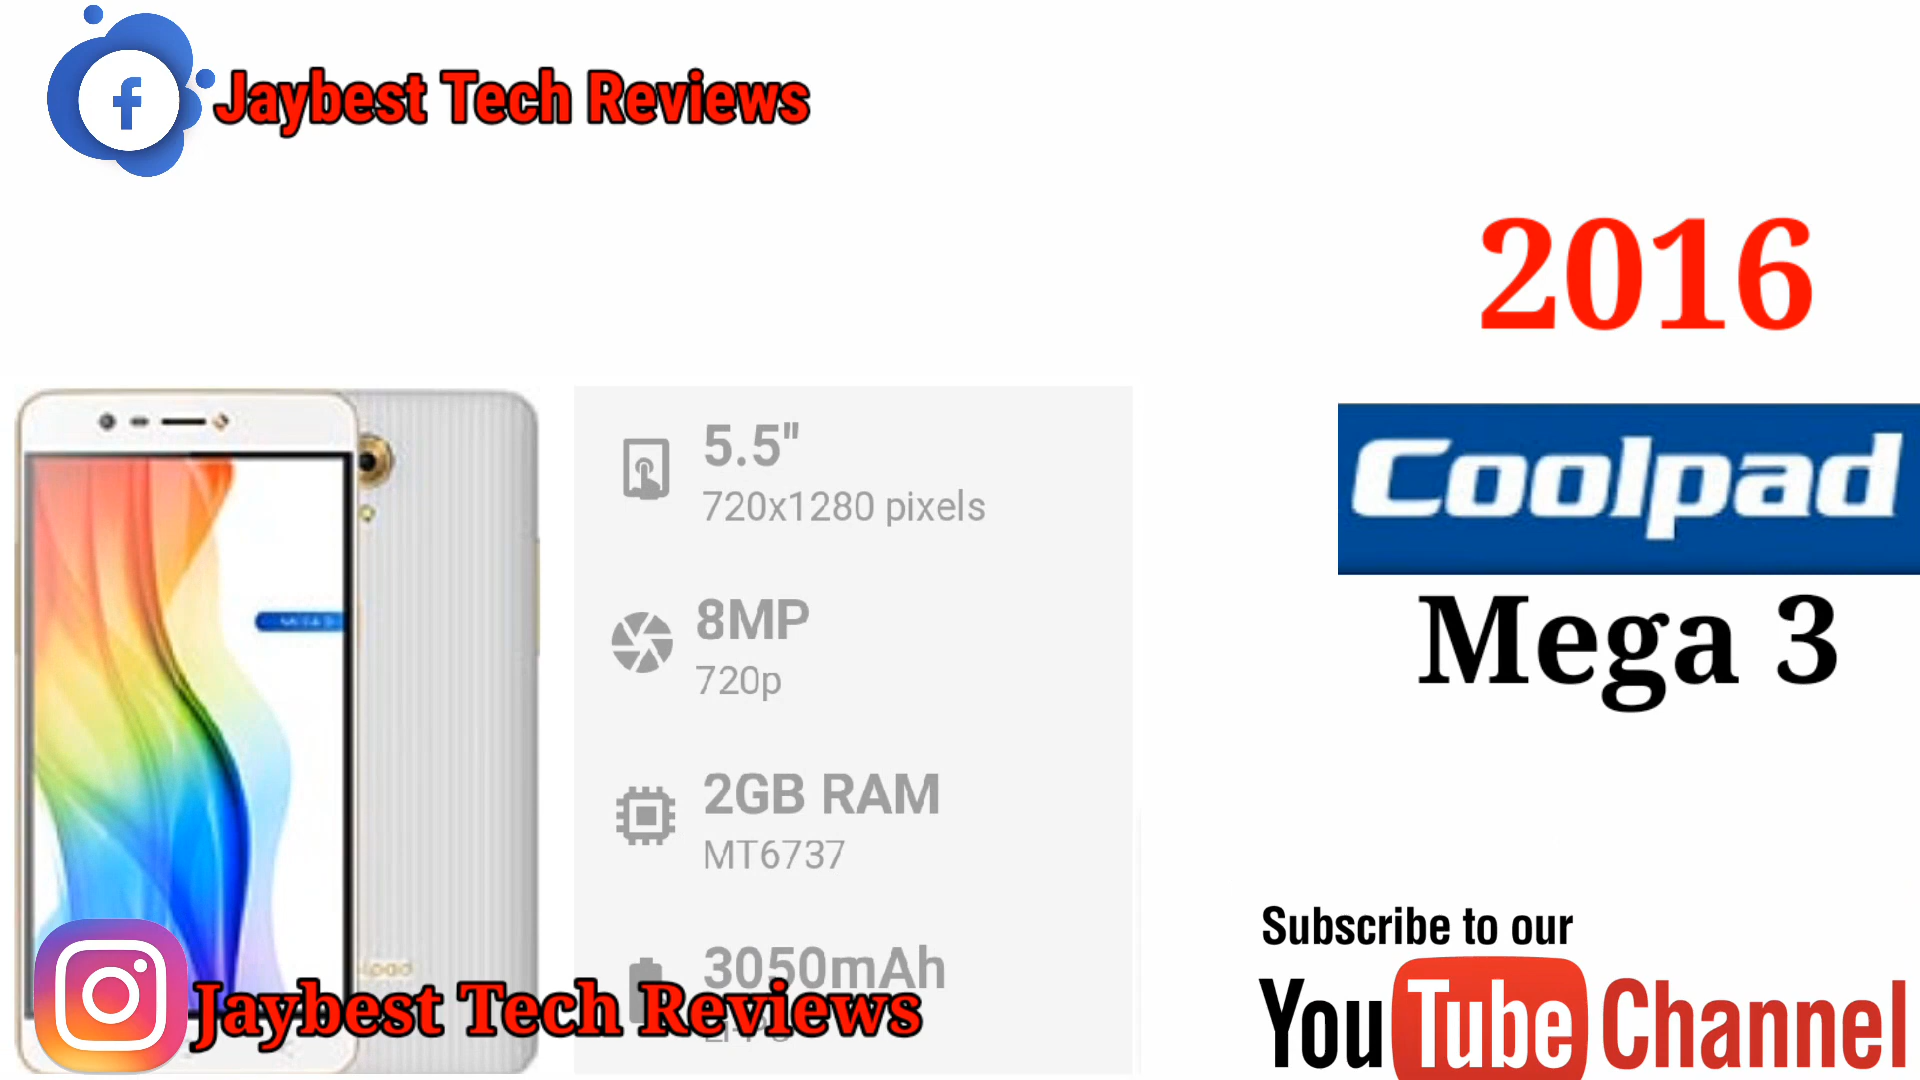 f Jaybest Tech Reviews
2016
Coolpad
Mega 3
5.5"
720x1280 pixels
8MP
720p
2GB RAM
MT6737
3050mAh
Jaybest Tech Reviews
Subscribe to our
YouTube Channel